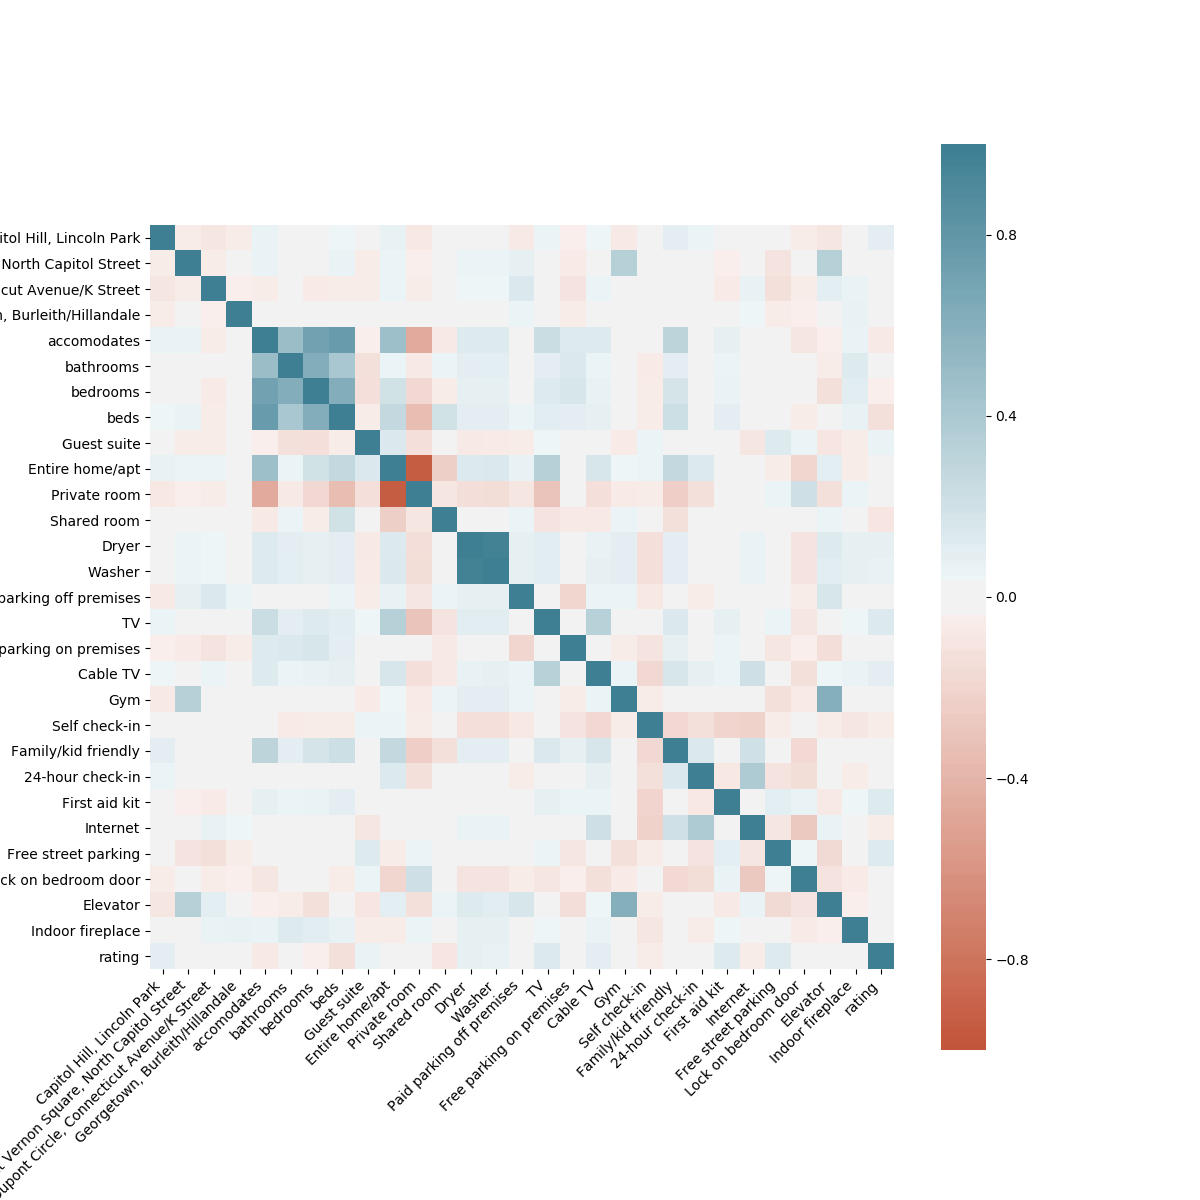 itol Hill, Lincoln Park
North Capitol Street
cut Avenue/K Street
, Burleith/Hillandale
accomodates
bathrooms
bedrooms
beds
Guest suite
Entire home/apt
Private room
Shared room
Dryer
Washer
parking off premises
TV
parking on premises
Cable TV
Gym
Self check-in
Family/kid friendly
24-hour check-in
First aid kit
Internet
Free street parking
ck on bedroom door
Elevator
Indoor fireplace
rating
Capitol Hill, Lincoln Park
t Vernon Square, North Capitol Street
upont Circle, Connecticut Avenue/K Street
Georgetown, Burleith/Hillandale
accomodates
bathrooms
bedrooms
beds
Guest suite
Entire home/apt
Private room
Shared room
Dryer
Washer
Paid parking off premises
TV
Free parking on premises
Cable TV
Gym
Self check-in
Family/kid friendly
24-hour check-in
First aid kit
Internet
Free street parking
Lock on bedroom door
Elevator
Indoor fireplace
rating
0.8
0.4
0.0
−0.4
−0.8